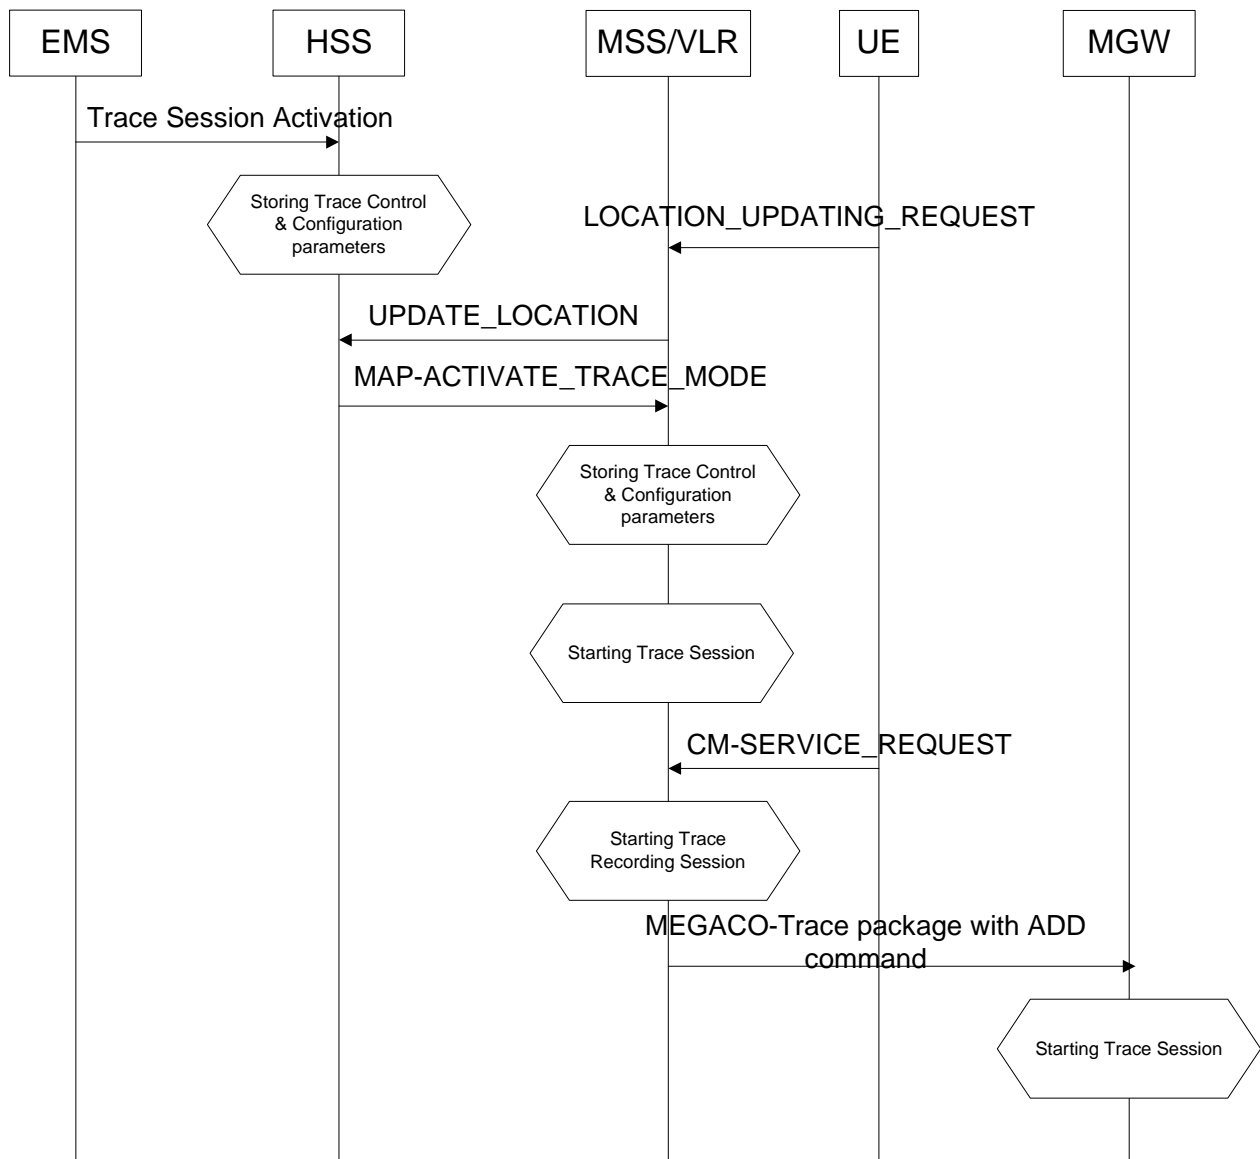 EMS
HSS
MSS/VLR
UE
MGW
Trace Session Activation
Storing Trace Control
& Configuration
parameters
LOCATION_UPDATING_REQUEST
UPDATE_LOCATION
MAP-ACTIVATE_TRACE_MODE
Storing Trace Control
& Configuration
parameters
Starting Trace Session
CM-SERVICE_REQUEST
Starting Trace
Recording Session
MEGACO-Trace package with ADD
command
Starting Trace Session